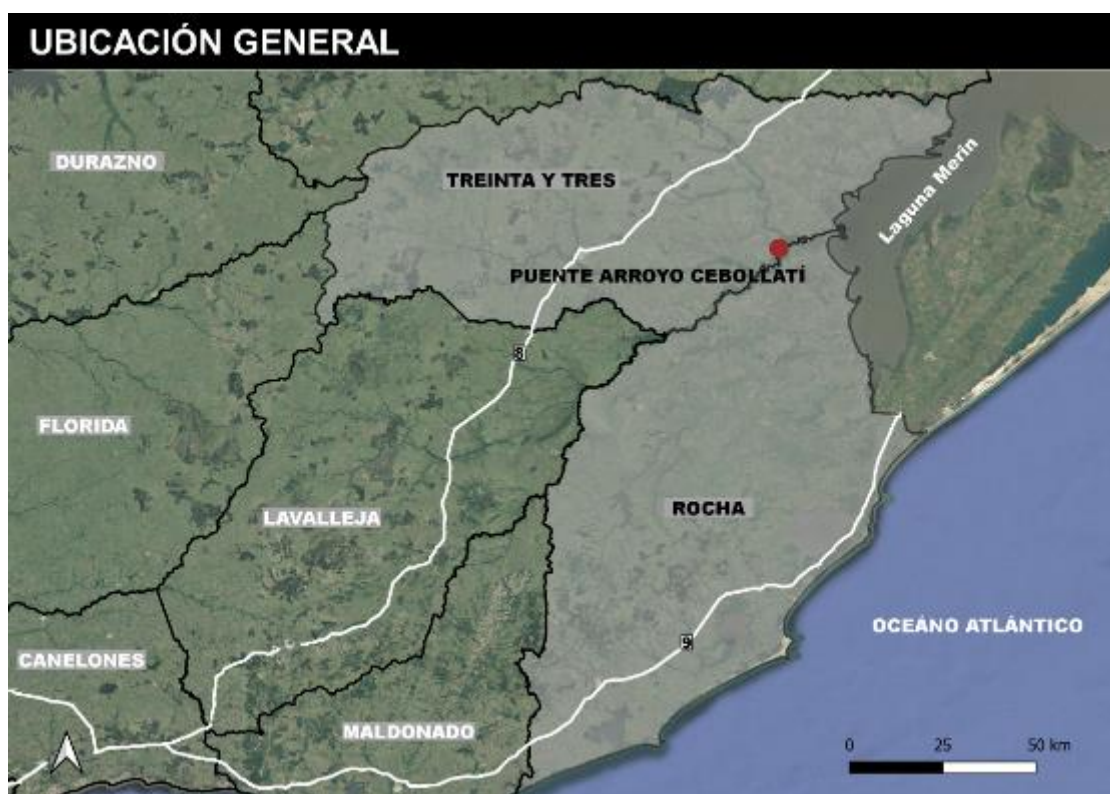 UBICACIÓN GENERAL
DURAZNO
TREINTA Y TRES
Laguna Merin
PUENTE ARROYO CEBOLLATÍ
8
FLORIDA
LAVALLEJA
ROCHA
OCEÁNO ATLÁNTICO
9
CANELONES
MALDONADO
0 25 50 km